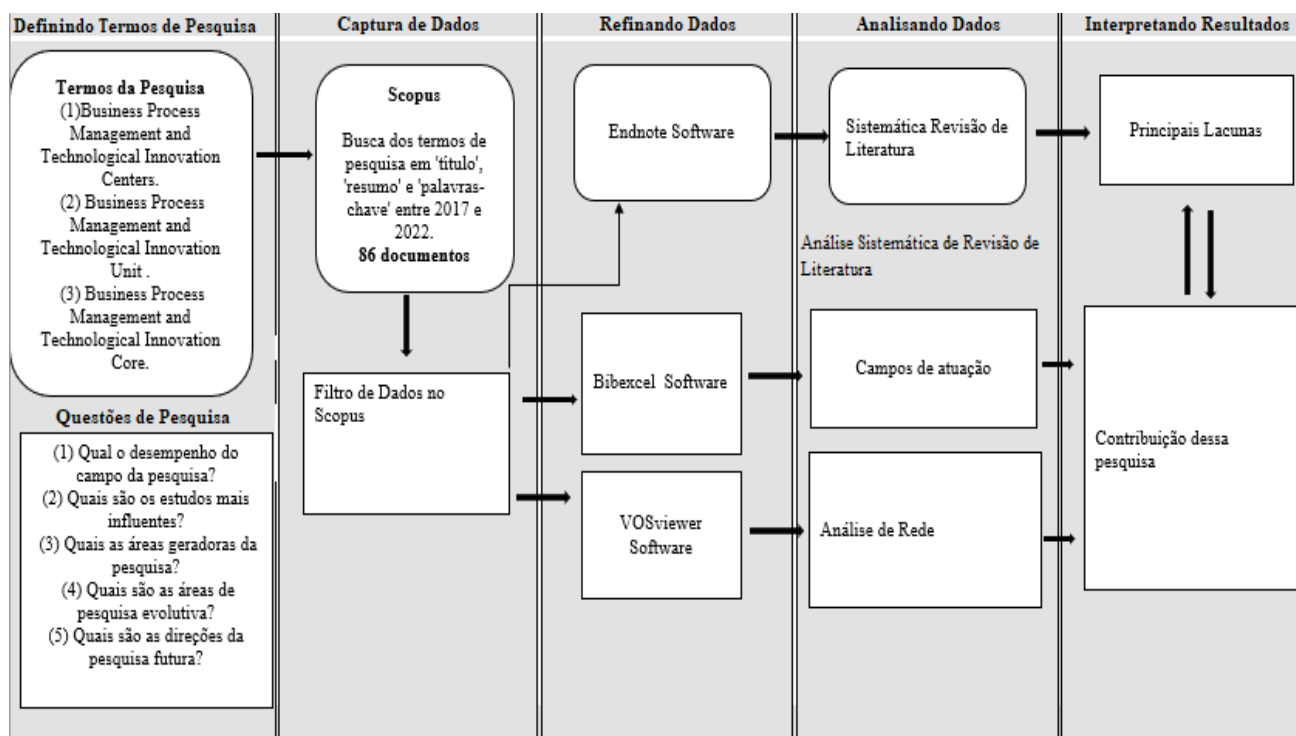 Definindo Termos de Pesquisa
Termos da Pesquisa
(1)Business Process
Management and
Technological Innovation
Centers.
(2) Business Process
Management and
Technological Innovation
Unit .
(3) Business Process
Management and
Technological Innovation
Core.
Questões de Pesquisa
(1) Qual o desempenho do
campo da pesquisa?
(2) Quais são os estudos mais
influentes?
(3) Quais as áreas geradoras da
pesquisa?
(4) Quais são as áreas de
pesquisa evolutiva?
(5) Quais são as direções da
pesquisa futura?
Captura de Dados
Scopus
Busca dos termos de
pesquisa em 'título',
'resumo' e 'palavras-
chave' entre 2017 e
2022.
86 documentos
Filtro de Dados no
Scopus
Refinando Dados
Endnote Software
Bibexcel Software
VOSviewer
Software
Analisando Dados
Sistemática Revisão de
Literatura
Análise Sistemática de Revisão de
Literatura
Campos de atuação
Análise de Rede
Interpretando Resultados
Principais Lacunas
Contribuição dessa
pesquisa